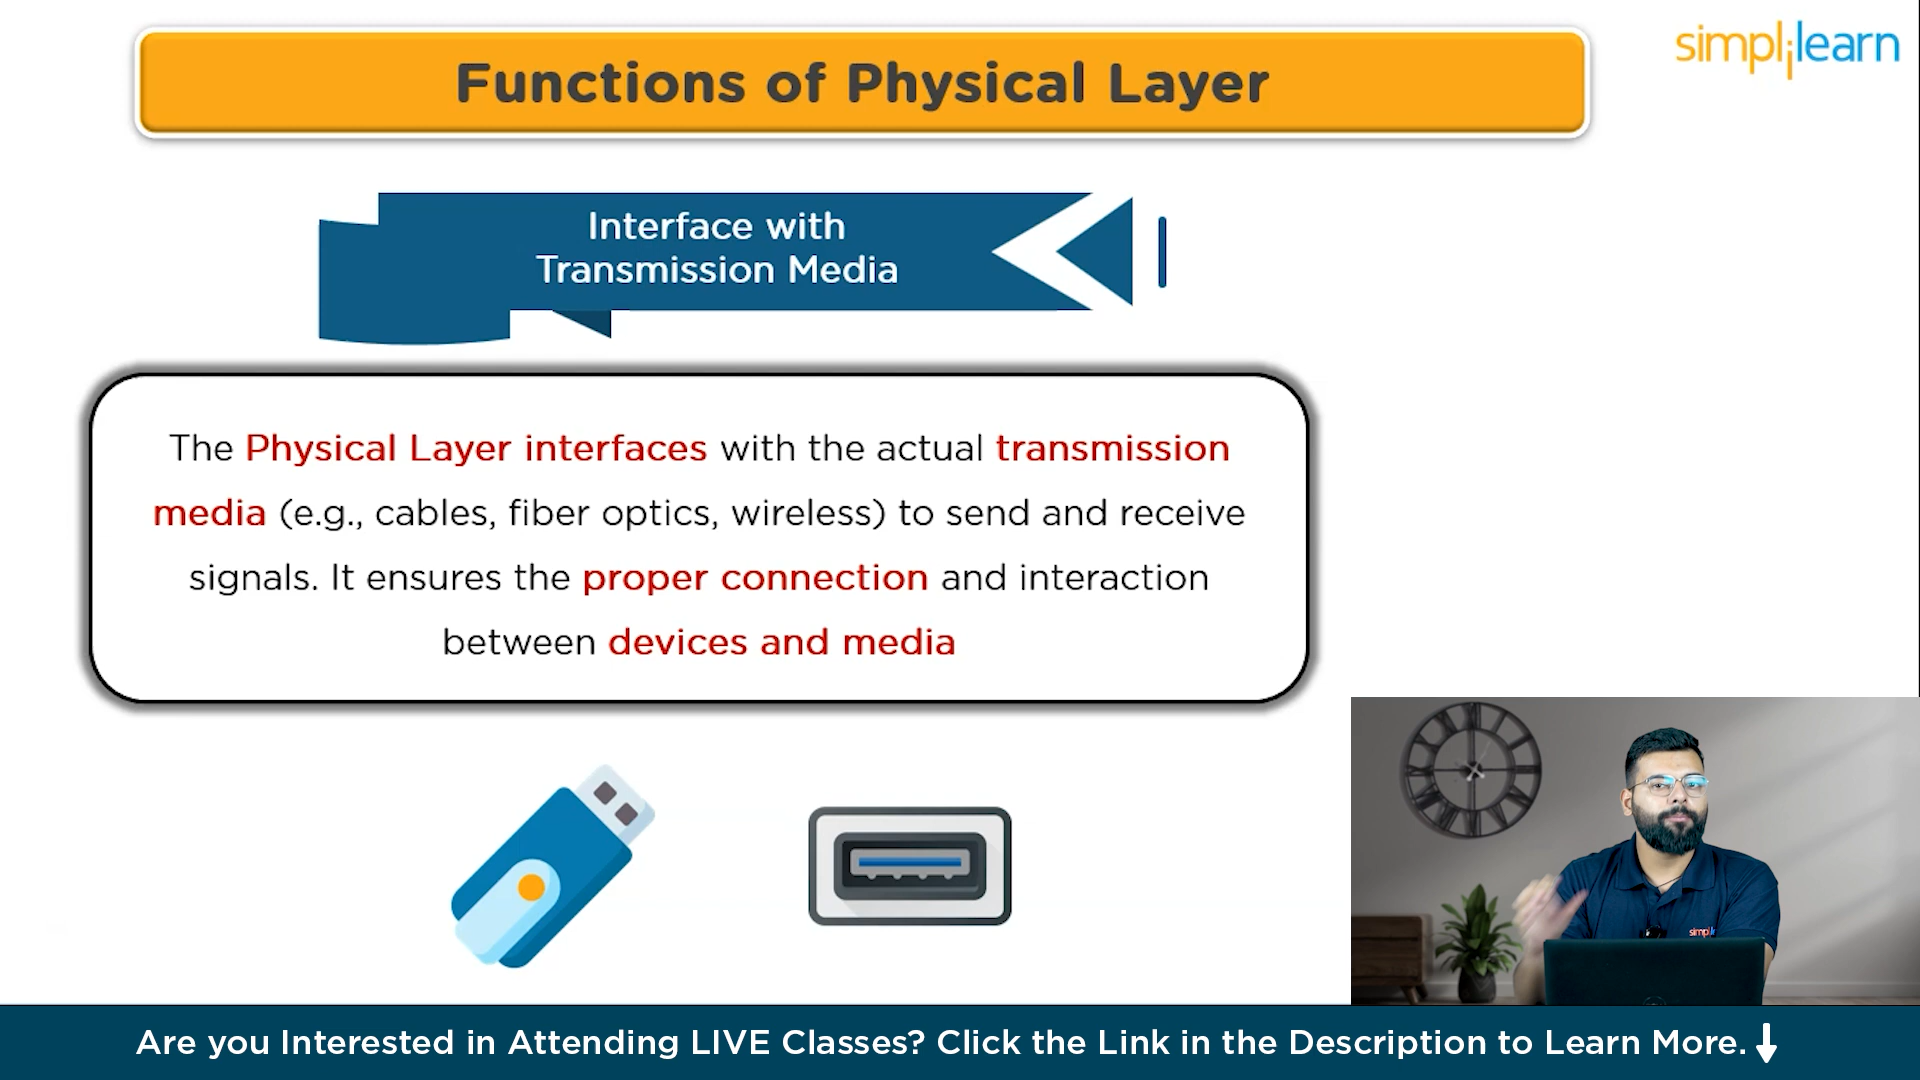 Functions of Physical Layer
simplilearn
Interface with
Transmission Media
The Physical Layer interfaces with the actual transmission
media (e.g., cables, fiber optics, wireless) to send and receive
signals. It ensures the proper connection and interaction
between devices and media
Are you Interested in Attending LIVE Classes? Click the Link in the Description to Learn More.